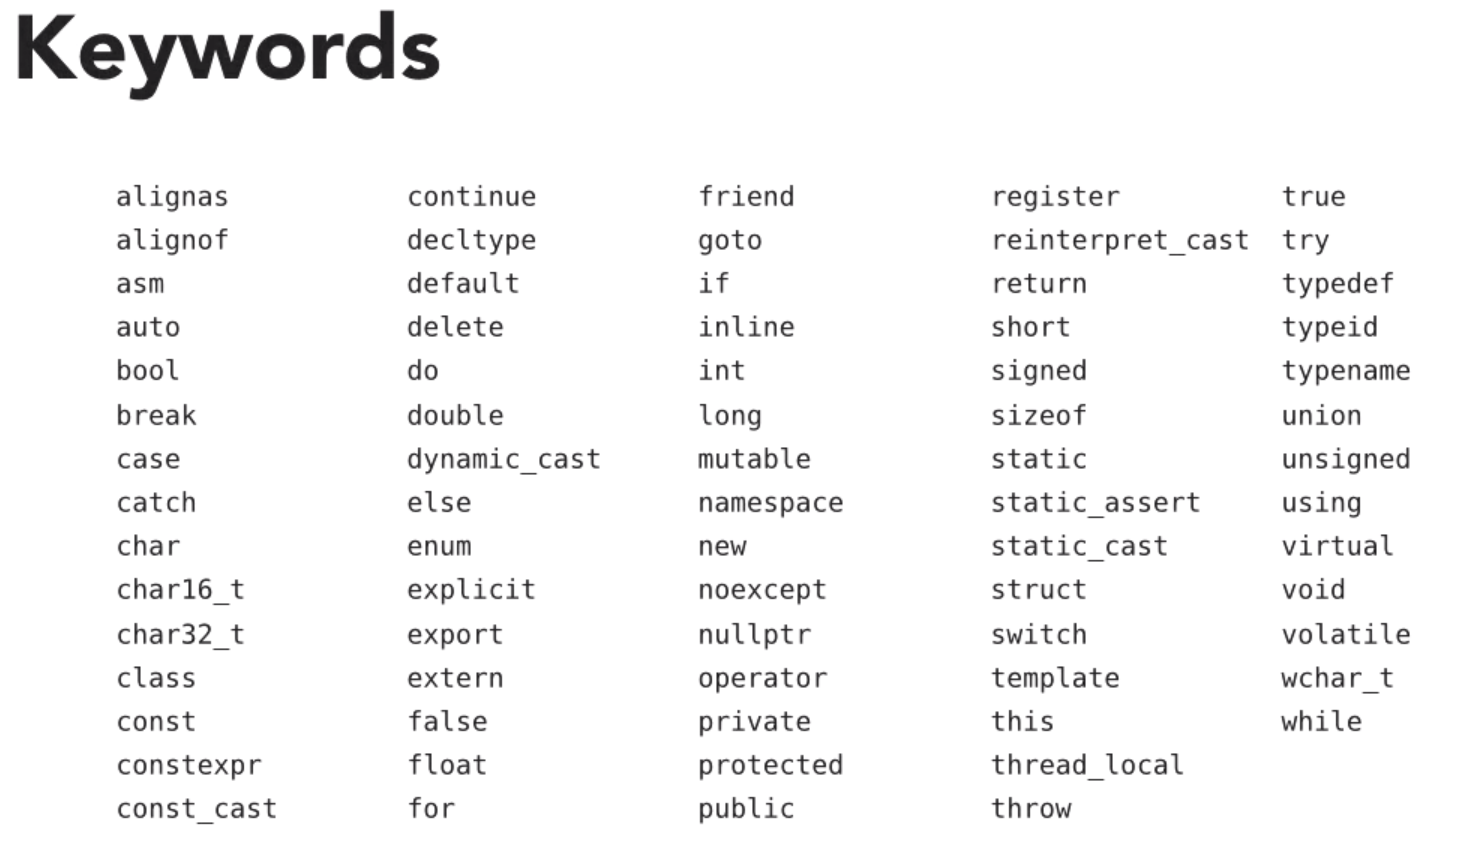 Keywords
alignas continue friend register true
alignof decltype goto reinterpret_cast try
asm default if return typedef
auto delete inline short typeid
bool do int signed typename
break double long sizeof union
case dynamic_cast mutable static unsigned
catch else namespace static_assert using
char enum new static_cast virtual
char16_t explicit noexcept struct void
char32_t export nullptr switch volatile
class extern operator template wchar_t
const false private this while
constexpr float protected thread_local
const_cast for public throw